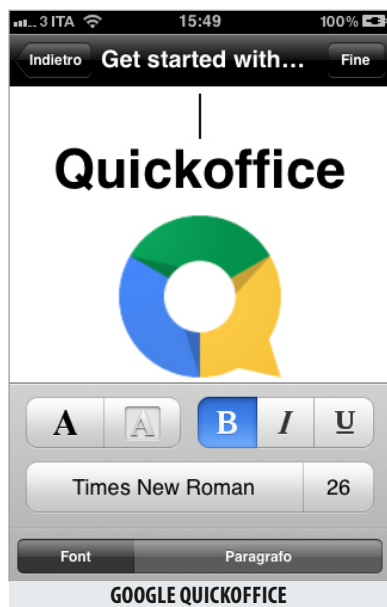 3 ITA 15:49 100%
Indietro Get started with... Fine
Quickoffice
A A B I U
Times New Roman 26
Font Paragrafo
GOOGLE QUICKOFFICE